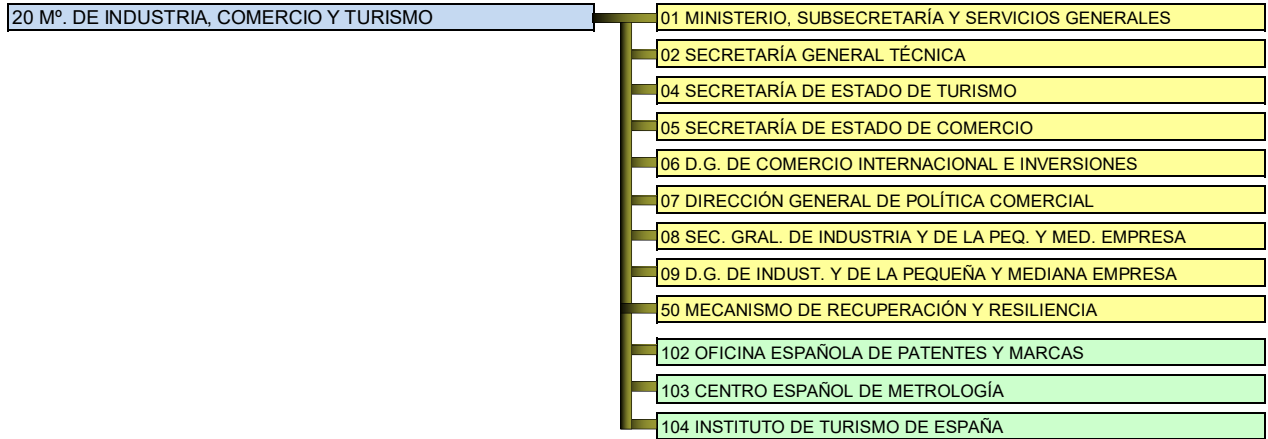 20 Mº. DE INDUSTRIA, COMERCIO Y TURISMO
01 MINISTERIO, SUBSECRETARÍA Y SERVICIOS GENERALES
02 SECRETARÍA GENERAL TÉCNICA
04 SECRETARÍA DE ESTADO DE TURISMO
05 SECRETARÍA DE ESTADO DE COMERCIO
06 D.G. DE COMERCIO INTERNACIONAL E INVERSIONES
07 DIRECCIÓN GENERAL DE POLÍTICA COMERCIAL
08 SEC. GRAL. DE INDUSTRIA Y DE LA PEQ. Y MED. EMPRESA
09 D.G. DE INDUST. Y DE LA PEQUEÑA Y MEDIANA EMPRESA
50 MECANISMO DE RECUPERACIÓN Y RESILIENCIA
102 OFICINA ESPAÑOLA DE PATENTES Y MARCAS
103 CENTRO ESPAÑOL DE METROLOGÍA
104 INSTITUTO DE TURISMO DE ESPAÑA